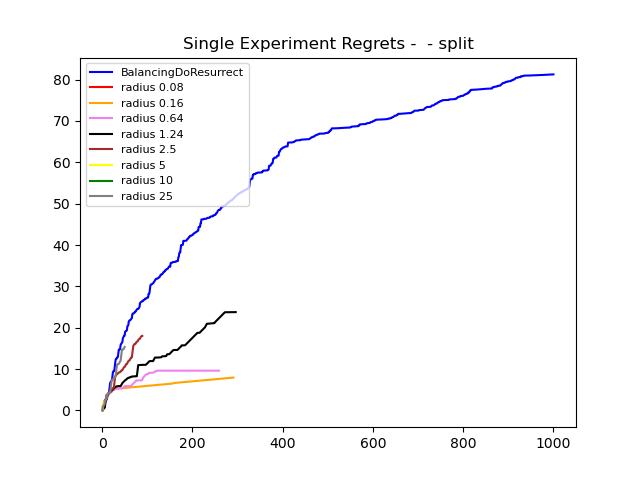 Single Experiment Regrets -  - split
BalancingDoResurrect
radius 0.08
radius 0.16
radius 0.64
radius 1.24
radius 2.5
radius 5
radius 10
radius 25
80
70
60
50
40
30
20
10
0
0 200 400 600 800 1000